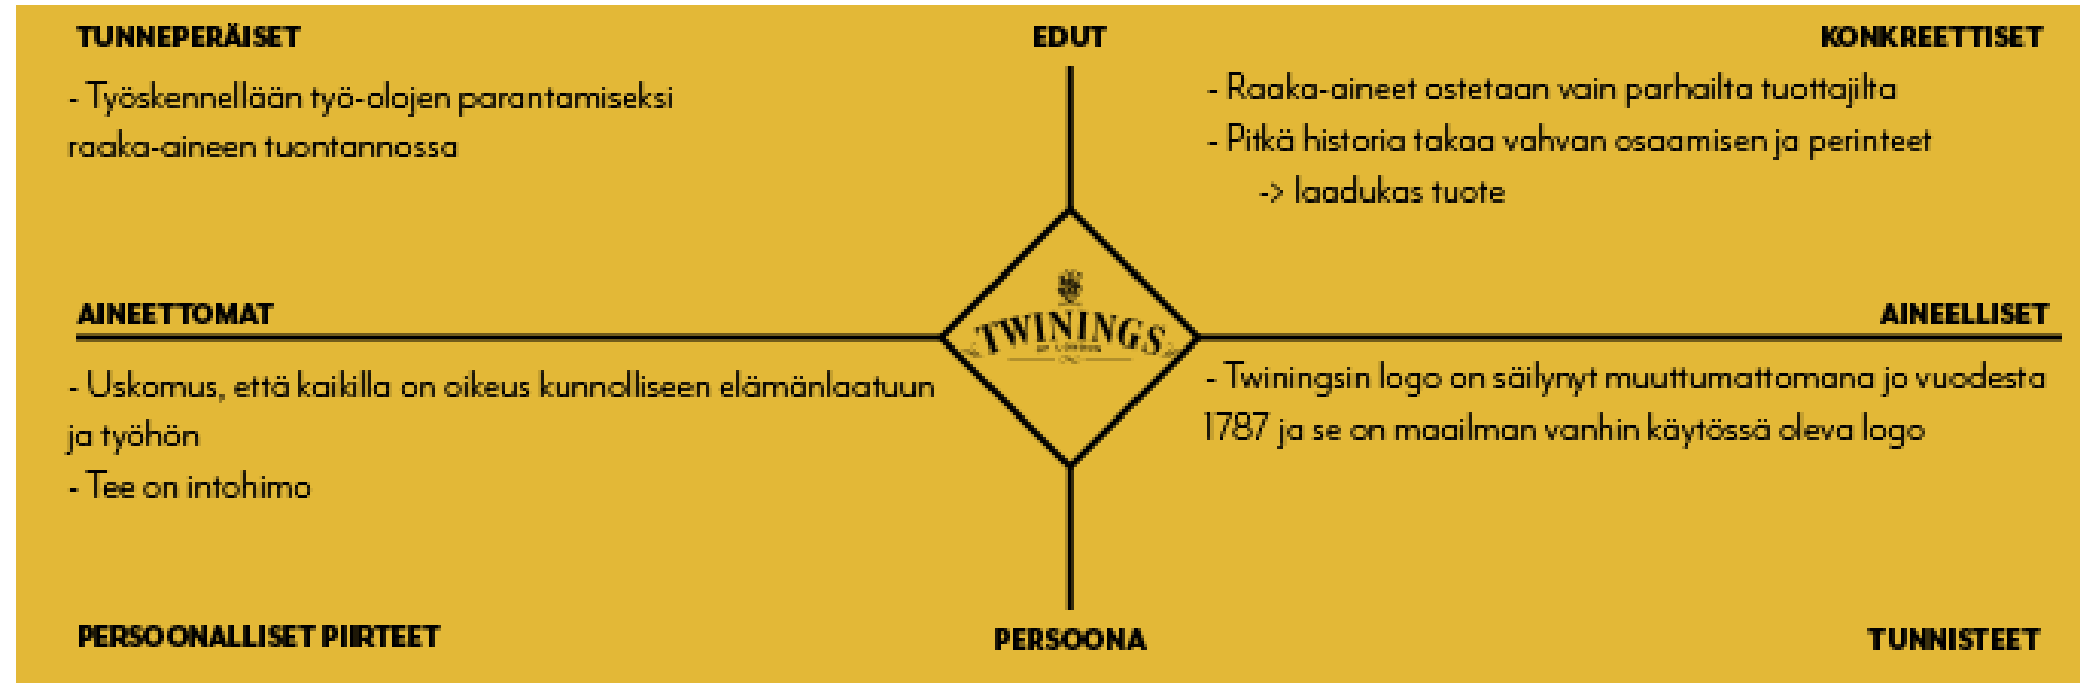 TUNNEPERÄISET
EDUT
KONKREETTISET
- Työskennellään työ-olojen parantamiseksi
raaka-aineen tuontannossa
- Raaka-aineet ostetaan vain parhailta tuottajilta
- Pitkä historia takaa vahvan osaamisen ja perinteet
-> laadukas tuote
AINEETTOMAT
AINEELLISET
TWININGS
OF LONDON
- Uskomus, että kaikilla on oikeus kunnolliseen elämänlaatuun
ja työhön
- Tee on intohimo
- Twiningsin logo on säilynyt muuttumattomana jo vuodesta
1787 ja se on maailman vanhin käytössä oleva logo
PERSOONALLISET PIIRTEET
PERSOONA
TUNNISTEET